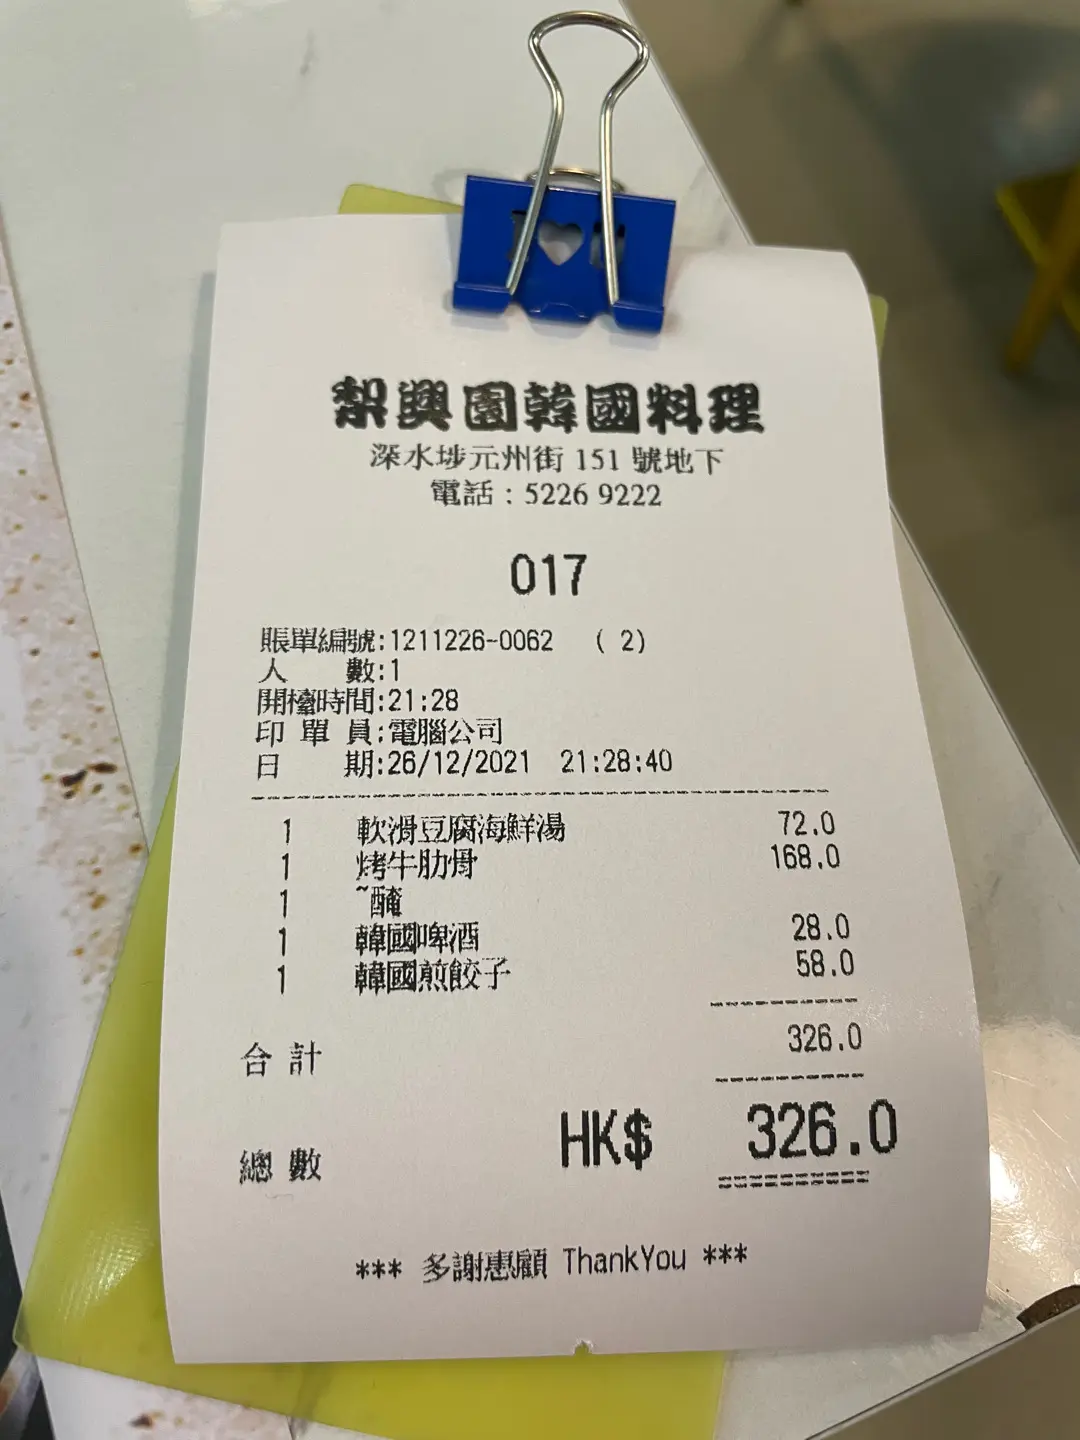 梨興園韓國料理
深水埗元州街 151 號地下
電話：5226 9222
017
賬單編號:1211226-0062 ( 2)
人 數:1
開檯時間:21:28
印 單 員:電腦公司
日 期:26/12/2021 21:28:40
1 軟滑豆腐海鮮湯 72.0
1 烤牛肋骨 168.0
1 ~醃
1 韓國啤酒 28.0
1 韓國煎餃子 58.0
合 計 326.0
總 數 HK$ 326.0
*** 多謝惠顧 ThankYou ***